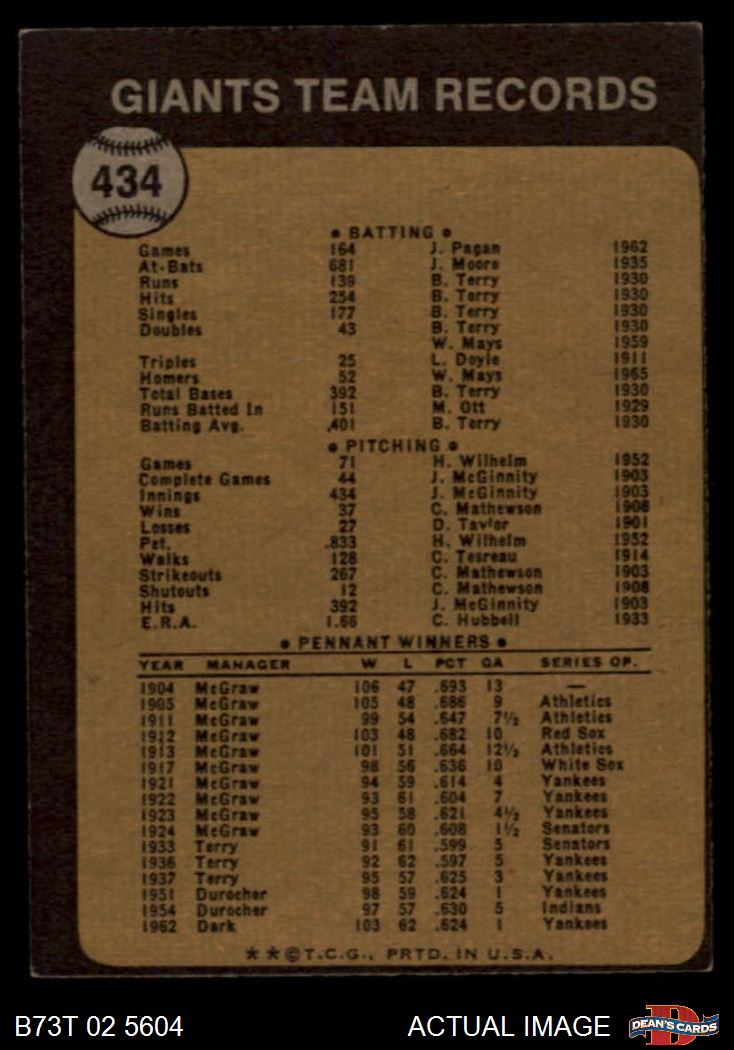 GIANTS TEAM RECORDS
434
• BATTING •
Games 164 J. Pagan 1962
At-Bats 681 J. Moore 1935
Runs 139 B. Terry 1930
Hits 254 B. Terry 1930
Singles 177 B. Terry 1930
Doubles 43 B. Terry 1930
W. Mays 1959
Triples 25 L. Doyle 1911
Homers 52 W. Mays 1965
Total Bases 392 B. Terry 1930
Runs Batted In 151 M. Ott 1929
Batting Avg. .401 B. Terry 1930
• PITCHING •
Games 71 H. Wilhelm 1952
Complete Games 44 J. McGinnity 1903
Innings 434 J. McGinnity 1903
Wins 37 C. Mathewson 1908
Losses 27 D. Taylor 1901
Pct. .833 H. Wilhelm 1952
Walks 128 C. Tesreau 1914
Strikeouts 267 C. Mathewson 1903
Shutouts 12 C. Mathewson 1908
Hits 392 J. McGinnity 1903
E.R.A. 1.66 C. Hubbell 1933
• PENNANT WINNERS •
YEAR MANAGER W L PCT GA SERIES OP.
1904 McGraw 106 47 .693 13 —
1905 McGraw 105 48 .686 9 Athletics
1911 McGraw 99 54 .647 7½ Athletics
1912 McGraw 103 48 .682 10 Red Sox
1913 McGraw 101 51 .664 12½ Athletics
1917 McGraw 98 56 .636 10 White Sox
1921 McGraw 94 59 .614 4 Yankees
1922 McGraw 93 61 .604 7 Yankees
1923 McGraw 95 58 .621 4½ Yankees
1924 McGraw 93 60 .608 1½ Senators
1933 Terry 91 61 .599 5 Senators
1936 Terry 92 62 .597 5 Yankees
1937 Terry 95 57 .625 3 Yankees
1951 Durocher 98 59 .624 1 Yankees
1954 Durocher 97 57 .630 5 Indians
1962 Dark 103 62 .624 1 Yankees
**©T.C.G., PRTD. IN U.S.A.
B73T 02 5604 ACTUAL IMAGE
D
DEAN'S CARDS